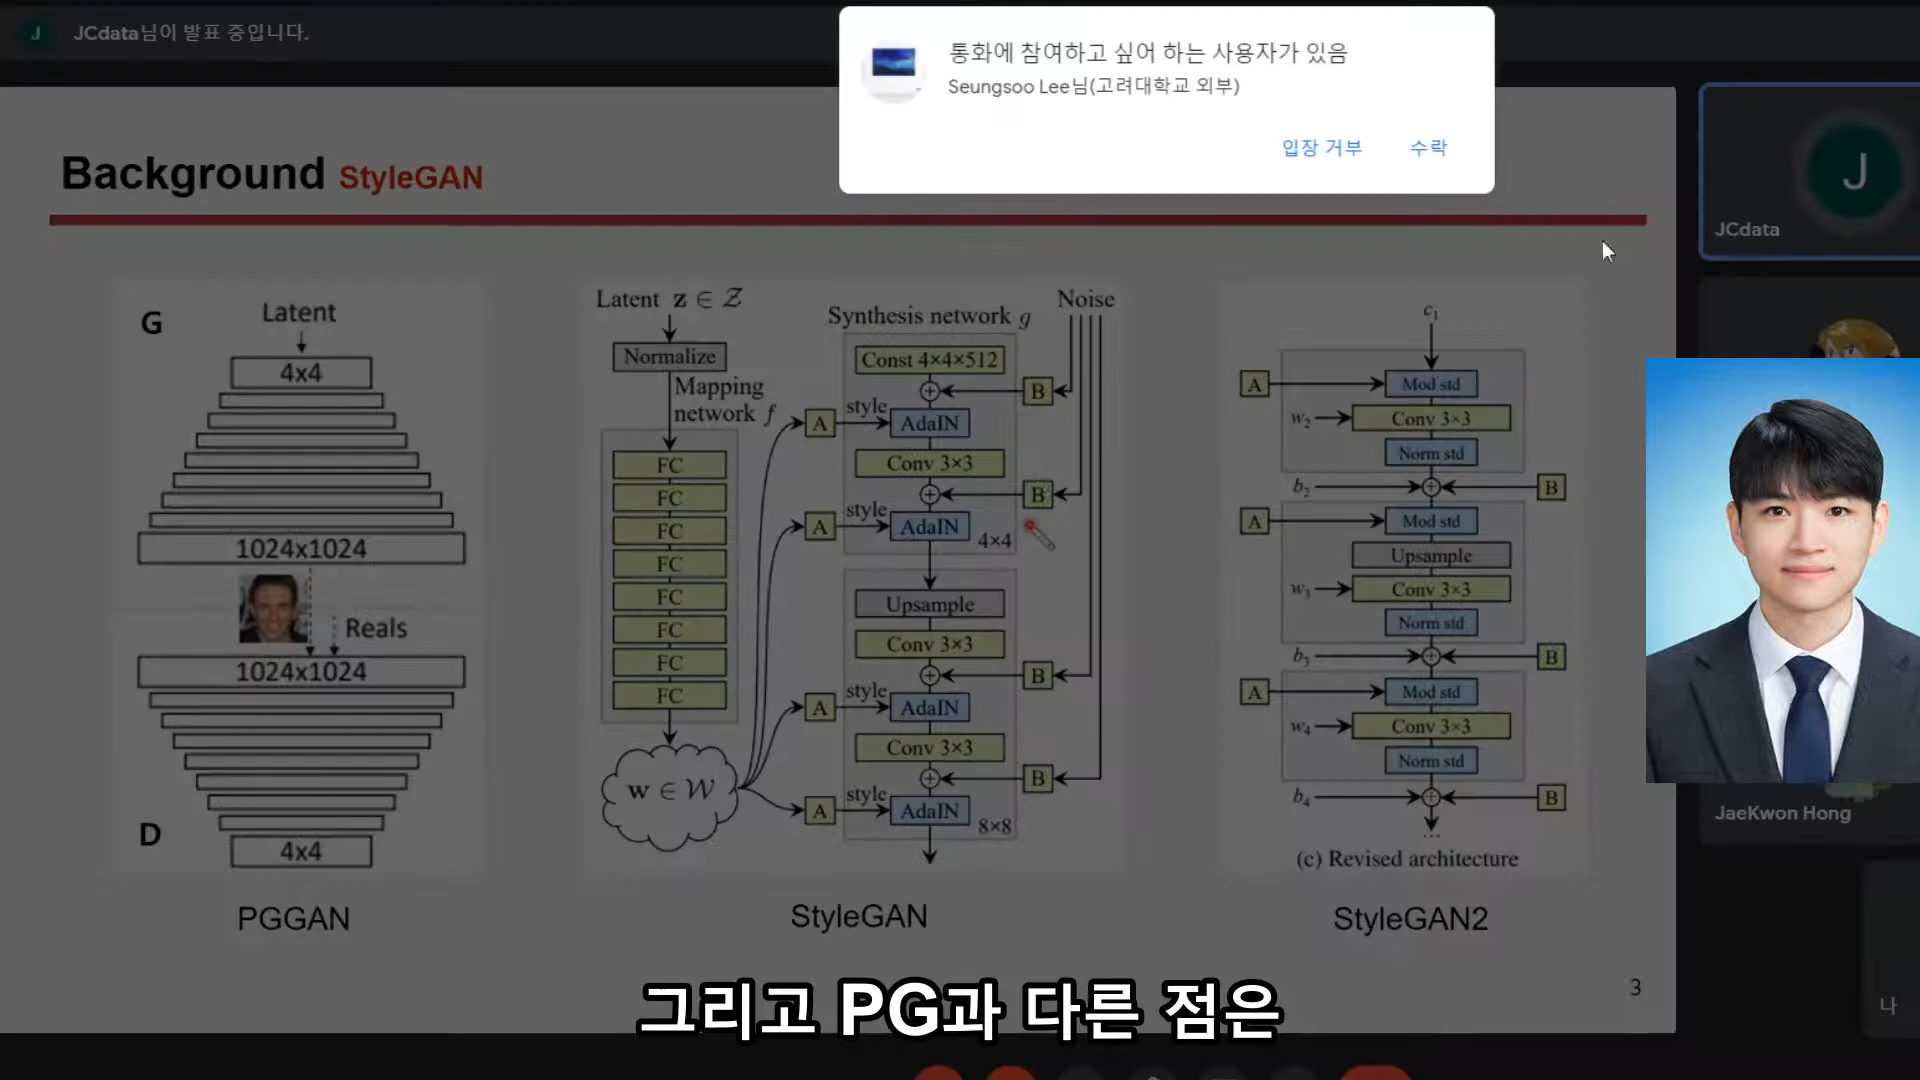 J JCdata님이 발표 중입니다.
통화에 참여하고 싶어 하는 사용자가 있음
Seungsoo Lee님(고려대학교 외부)
입장 거부 수락
Background StyleGAN
J
JCdata
G
Latent
4x4
1024x1024
Reals
1024x1024
D
4x4
PGGAN
Latent z ∈ Z
Normalize
Mapping
network f
FC
FC
FC
FC
FC
FC
FC
FC
w ∈ W
Synthesis network g
Noise
Const 4×4×512
B
A style AdaIN
Conv 3×3
B
A style AdaIN
4×4
Upsample
Conv 3×3
B
A style AdaIN
Conv 3×3
B
A style AdaIN
8×8
StyleGAN
c1
A Mod std
w2 Conv 3×3
Norm std
b2 B
A Mod std
Upsample
w3 Conv 3×3
Norm std
b3 B
A Mod std
w4 Conv 3×3
Norm std
b4 B
...
(c) Revised architecture
StyleGAN2
JaeKwon Hong
나
3
그리고 PG과 다른 점은